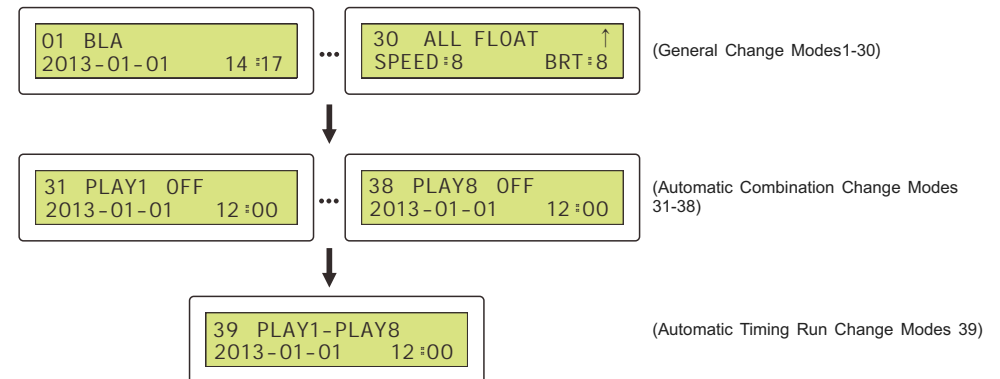 01 BLA
2013-01-01 14:17
...
30 ALL FLOAT ↑
SPEED:8 BRT:8
(General Change Modes1-30)
31 PLAY1 OFF
2013-01-01 12:00
...
38 PLAY8 OFF
2013-01-01 12:00
(Automatic Combination Change Modes
31-38)
39 PLAY1-PLAY8
2013-01-01 12:00
(Automatic Timing Run Change Modes 39)